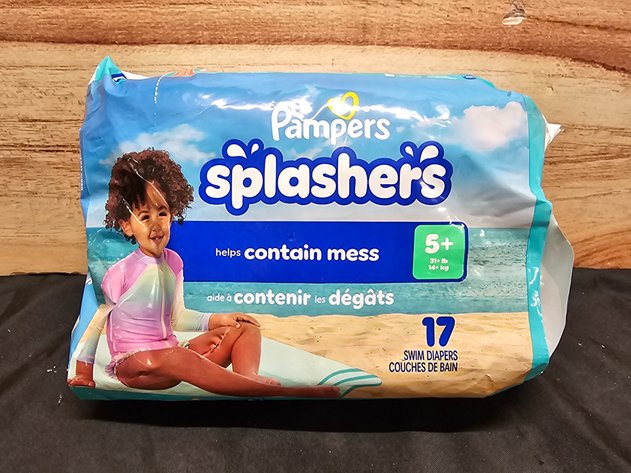 Pampers
splashers
helps contain mess
5+
31+ lb
14+ kg
aide à contenir les dégâts
17
SWIM DIAPERS
COUCHES DE BAIN